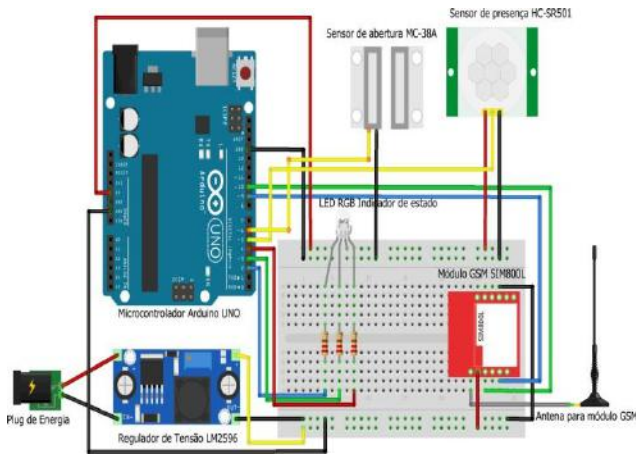 Sensor de presença HC-SR501
Sensor de abertura MC-38A
LED RGB Indicador de estado
Módulo GSM SIM800L
SIM800L
UNO
Microcontrolador Arduino UNO
Plug de Energia
Regulador de Tensão LM2596
Antena para módulo GSM